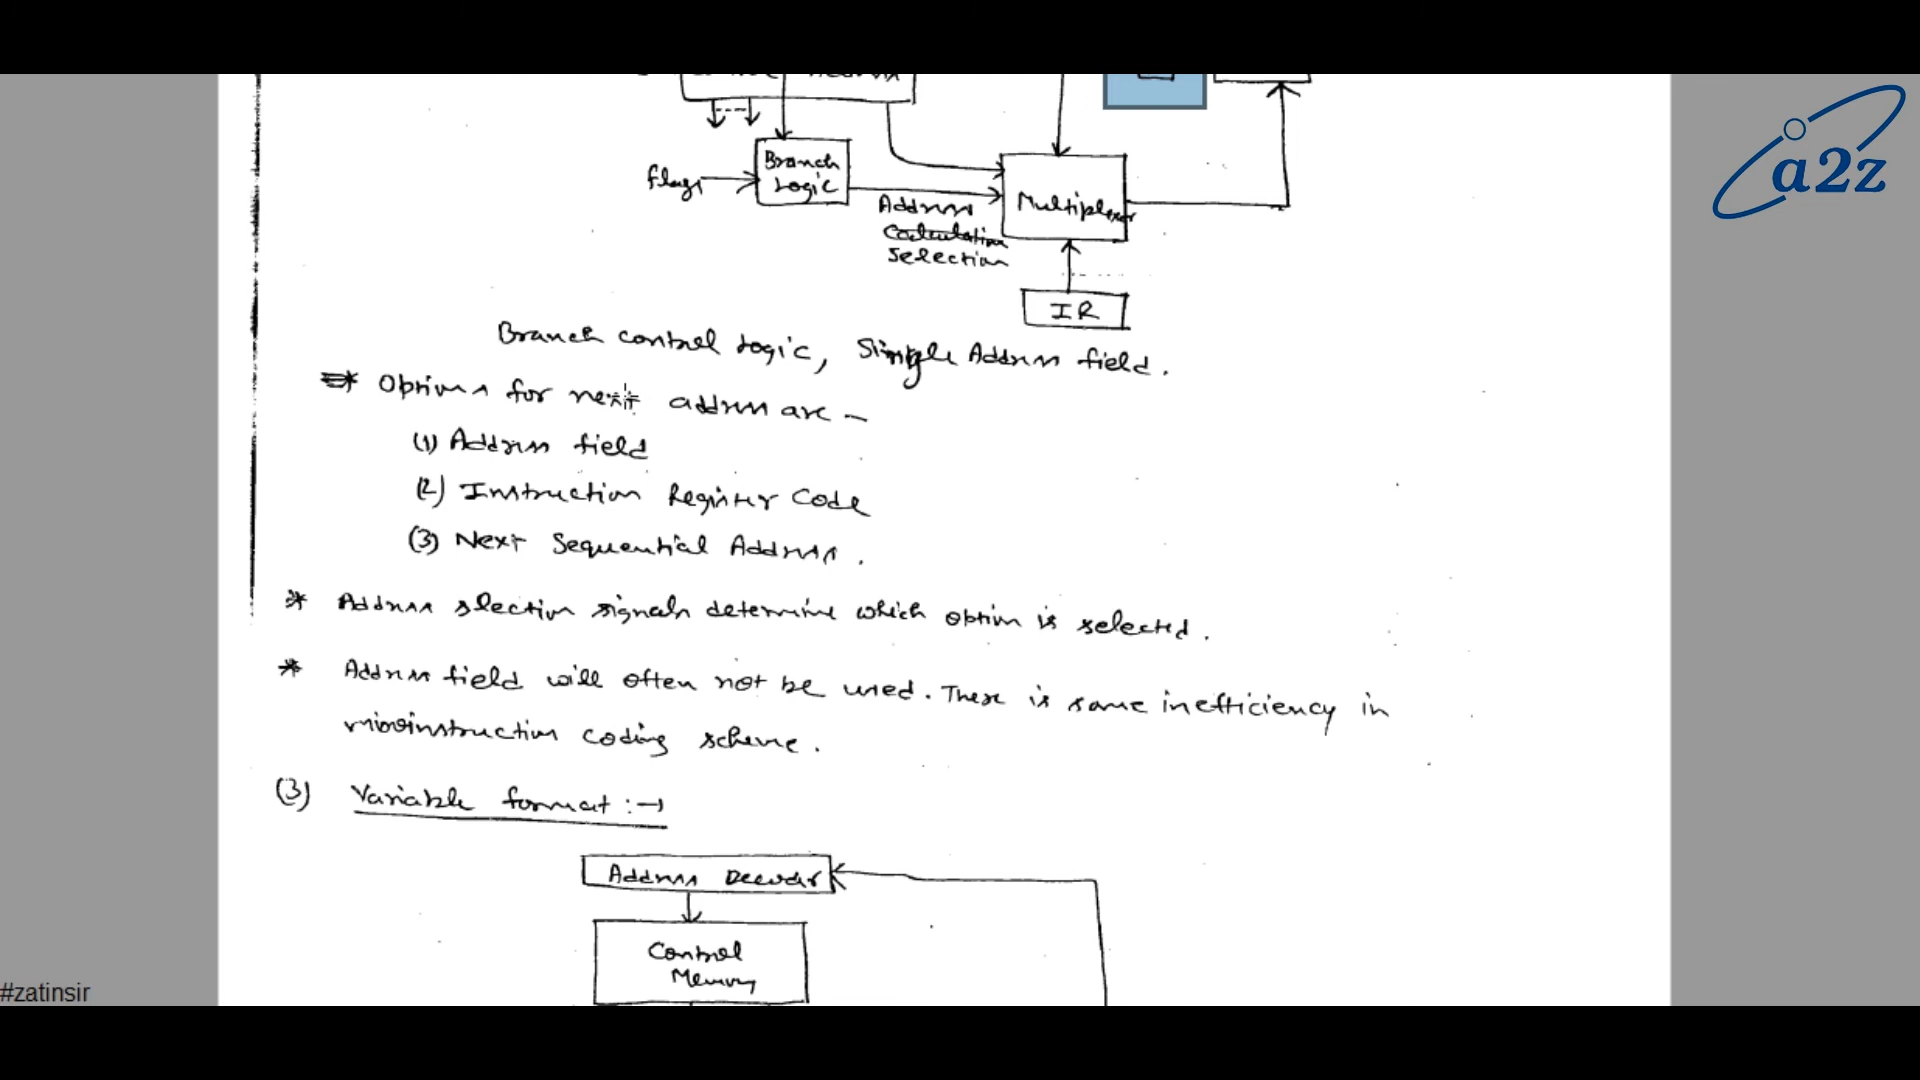 Branch
Logic
flags
Address
Calculation
Selection
Multiplexer
IR
Branch control Logic, Single Address field.
* Options for next address are -
(1) Address field
(2) Instruction Register Code
(3) Next Sequential Address.
* Address selection signals determine which option is selected.
* Address field will often not be used. There is some inefficiency in
microinstruction coding scheme.
(3) Variable format :→
Address Decoder
Control
Memory
a2z
#zatinsir